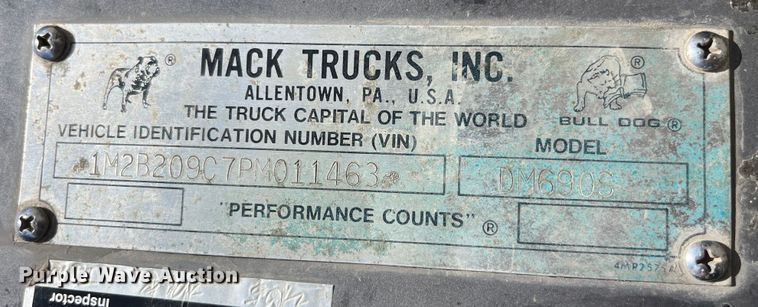 MACK TRUCKS, INC.
ALLENTOWN, PA., U.S.A.
THE TRUCK CAPITAL OF THE WORLD
BULL DOG®
VEHICLE IDENTIFICATION NUMBER (VIN)
MODEL
1M2B209C7PM011463
DM690S
"PERFORMANCE COUNTS"®
Purple Wave Auction
Inspector